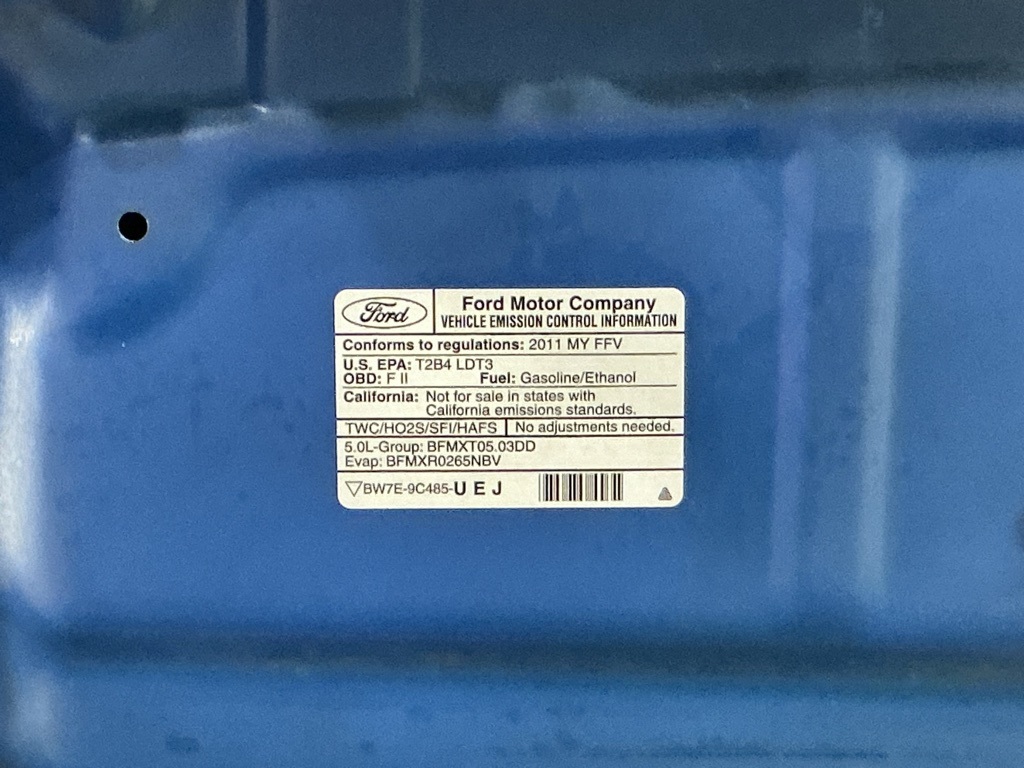 Ford
Ford Motor Company
VEHICLE EMISSION CONTROL INFORMATION
Conforms to regulations: 2011 MY FFV
U.S. EPA: T2B4 LDT3
OBD: F II Fuel: Gasoline/Ethanol
California: Not for sale in states with
California emissions standards.
TWC/HO2S/SFI/HAFS No adjustments needed.
5.0L-Group: BFMXT05.03DD
Evap: BFMXR0265NBV
BW7E-9C485-U E J